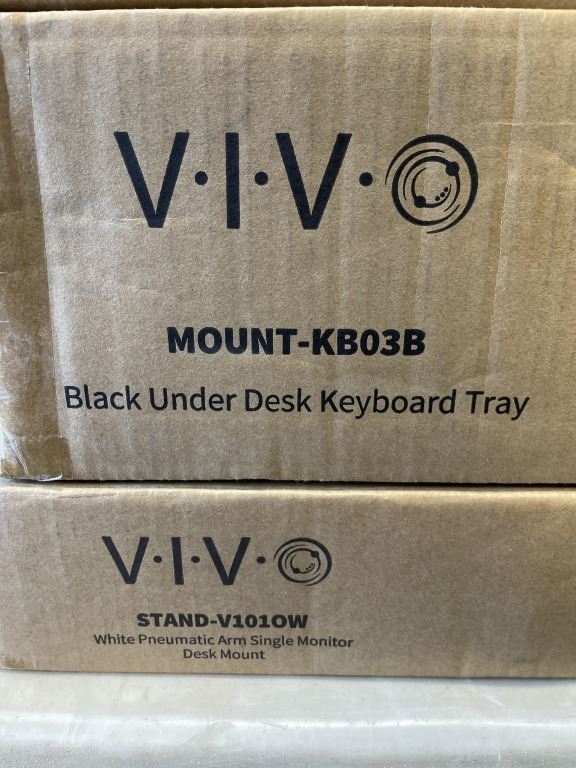 V·I·V·O
MOUNT-KB03B
Black Under Desk Keyboard Tray
V·I·V·O
STAND-V101OW
White Pneumatic Arm Single Monitor
Desk Mount